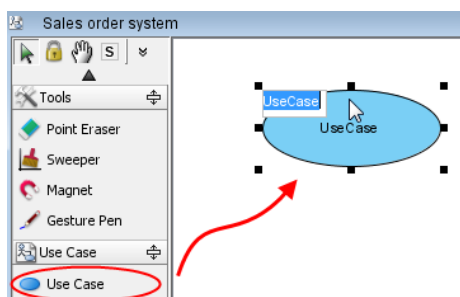 Sales order system
S
Tools
Point Eraser
Sweeper
Magnet
Gesture Pen
Use Case
Use Case
UseCase
UseCase